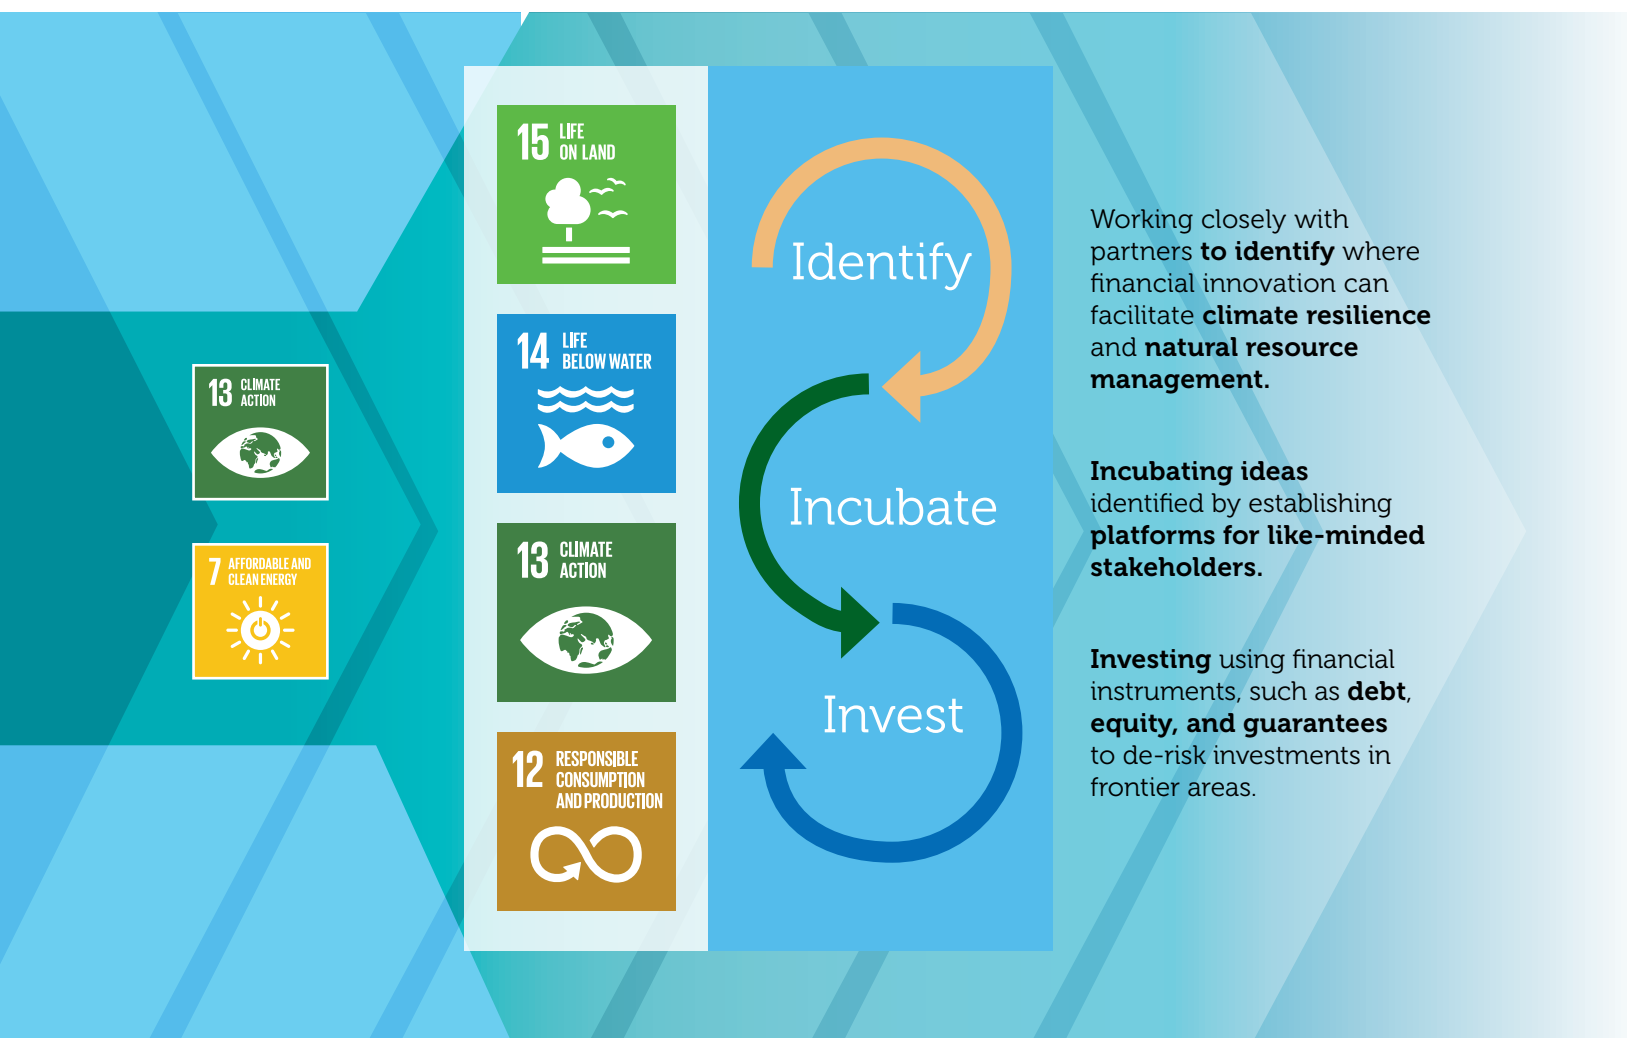 13 CLIMATE
ACTION
7 AFFORDABLE AND
CLEAN ENERGY
15 LIFE
ON LAND
14 LIFE
BELOW WATER
13 CLIMATE
ACTION
12 RESPONSIBLE
CONSUMPTION
AND PRODUCTION
Identify
Incubate
Invest
Working closely with
partners to identify where
financial innovation can
facilitate climate resilience
and natural resource
management.
Incubating ideas
identified by establishing
platforms for like-minded
stakeholders.
Investing using financial
instruments, such as debt,
equity, and guarantees
to de-risk investments in
frontier areas.